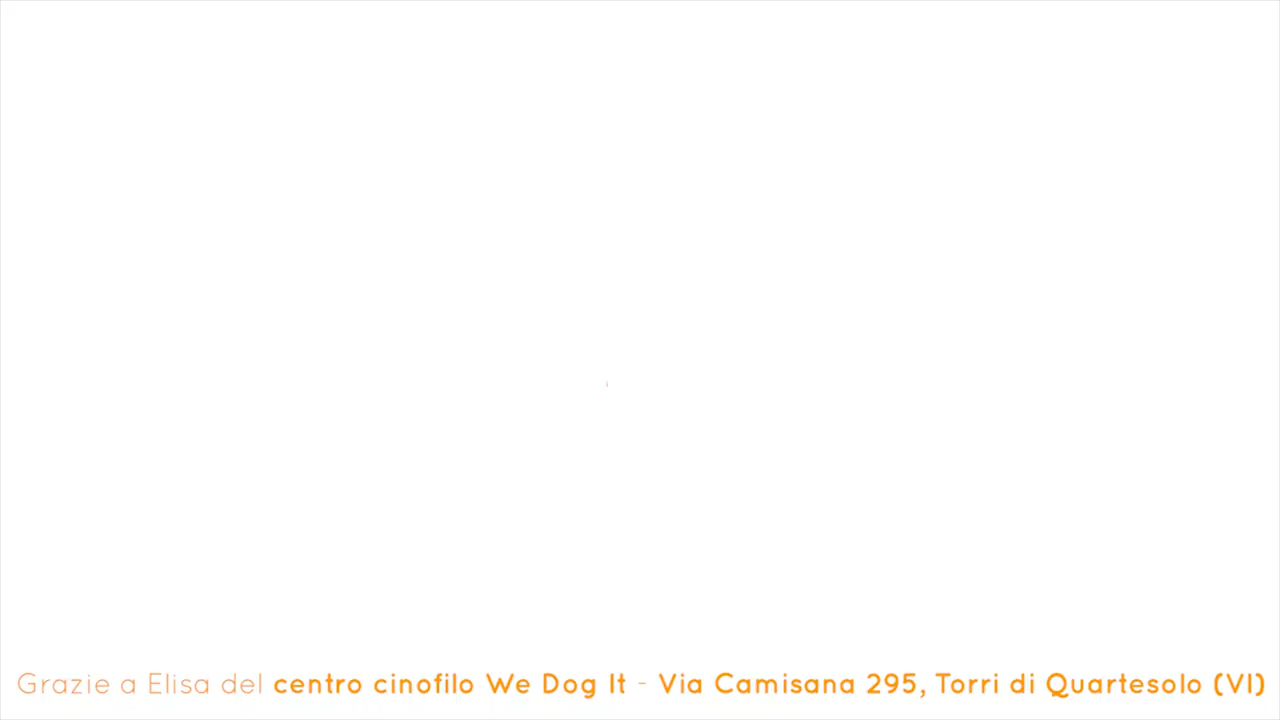 Grazie a Elisa del centro cinofilo We Dog It - Via Camisana 295, Torri di Quartesolo (VI)